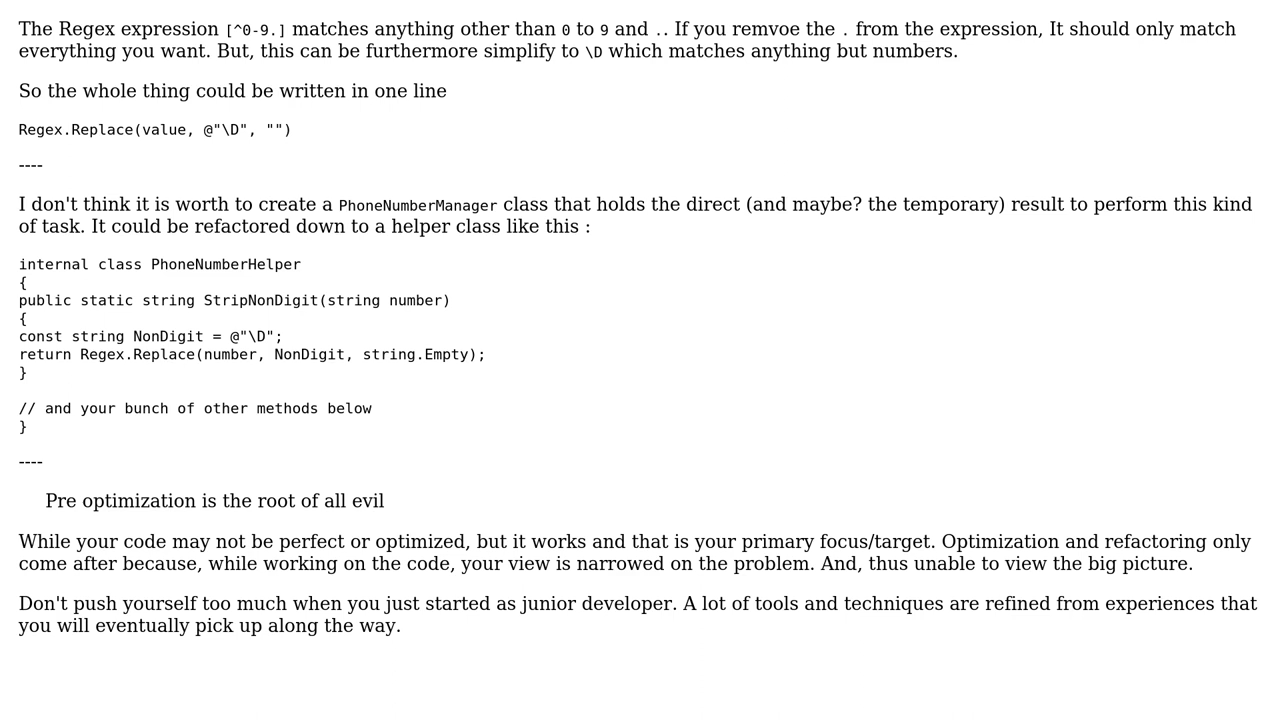 The Regex expression [^0-9.] matches anything other than 0 to 9 and .. If you remvoe the . from the expression, It should only match
everything you want. But, this can be furthermore simplify to \D which matches anything but numbers.
So the whole thing could be written in one line
Regex.Replace(value, @"\D", "")
----
I don't think it is worth to create a PhoneNumberManager class that holds the direct (and maybe? the temporary) result to perform this kind
of task. It could be refactored down to a helper class like this :
internal class PhoneNumberHelper
{
public static string StripNonDigit(string number)
{
const string NonDigit = @"\D";
return Regex.Replace(number, NonDigit, string.Empty);
}
// and your bunch of other methods below
}
----
Pre optimization is the root of all evil
While your code may not be perfect or optimized, but it works and that is your primary focus/target. Optimization and refactoring only
come after because, while working on the code, your view is narrowed on the problem. And, thus unable to view the big picture.
Don't push yourself too much when you just started as junior developer. A lot of tools and techniques are refined from experiences that
you will eventually pick up along the way.